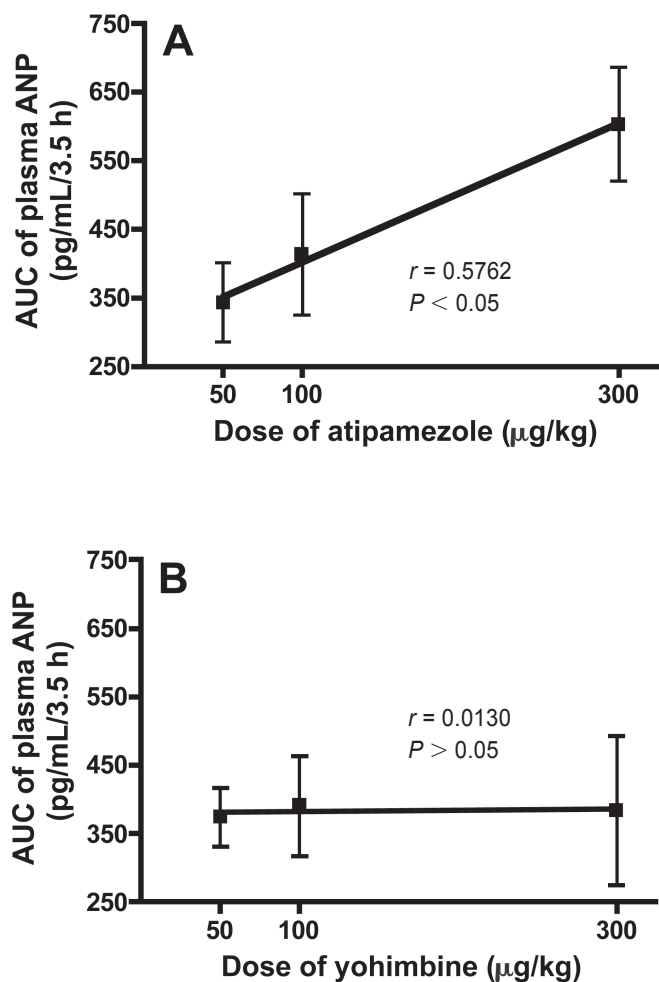 A
750
650
550
450
350
250
AUC of plasma ANP
(pg/mL/3.5 h)
r = 0.5762
P < 0.05
50 100 300
Dose of atipamezole (μg/kg)
B
750
650
550
450
350
250
AUC of plasma ANP
(pg/mL/3.5 h)
r = 0.0130
P > 0.05
50 100 300
Dose of yohimbine (μg/kg)